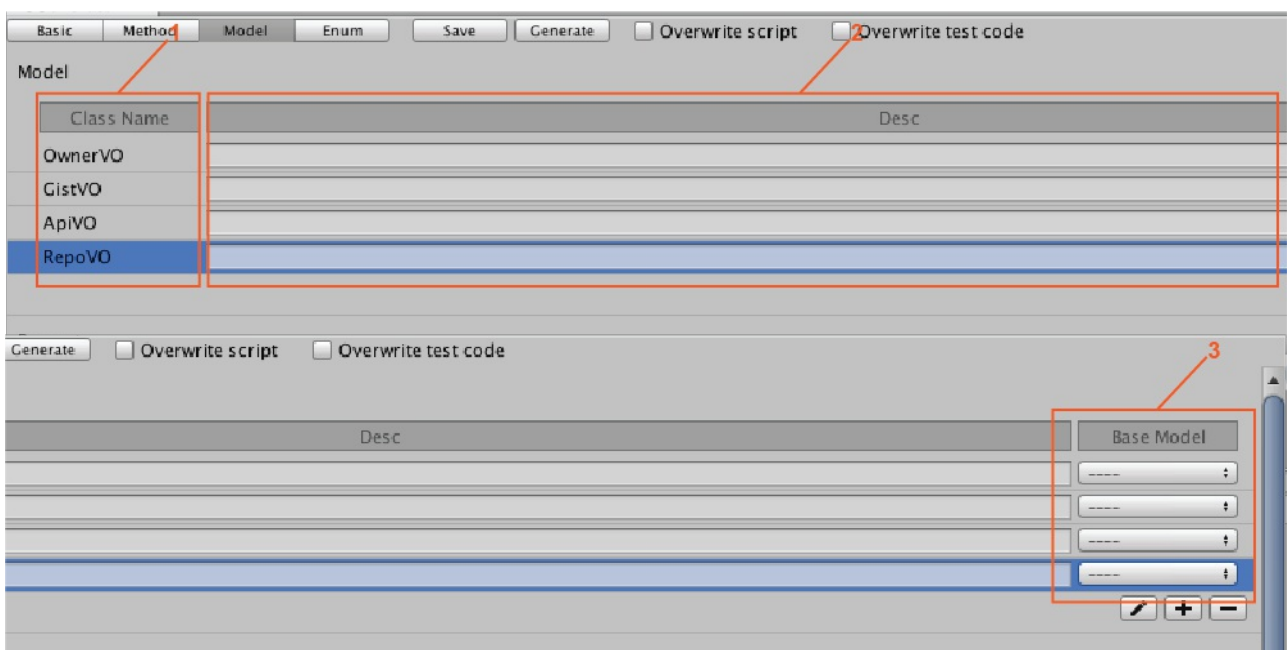 Basic Method Model Enum Save Generate Overwrite script Overwrite test code
1 2
Model
Class Name Desc
OwnerVO
GistVO
ApiVO
RepoVO
Generate Overwrite script Overwrite test code
3
Desc Base Model
----
----
----
----